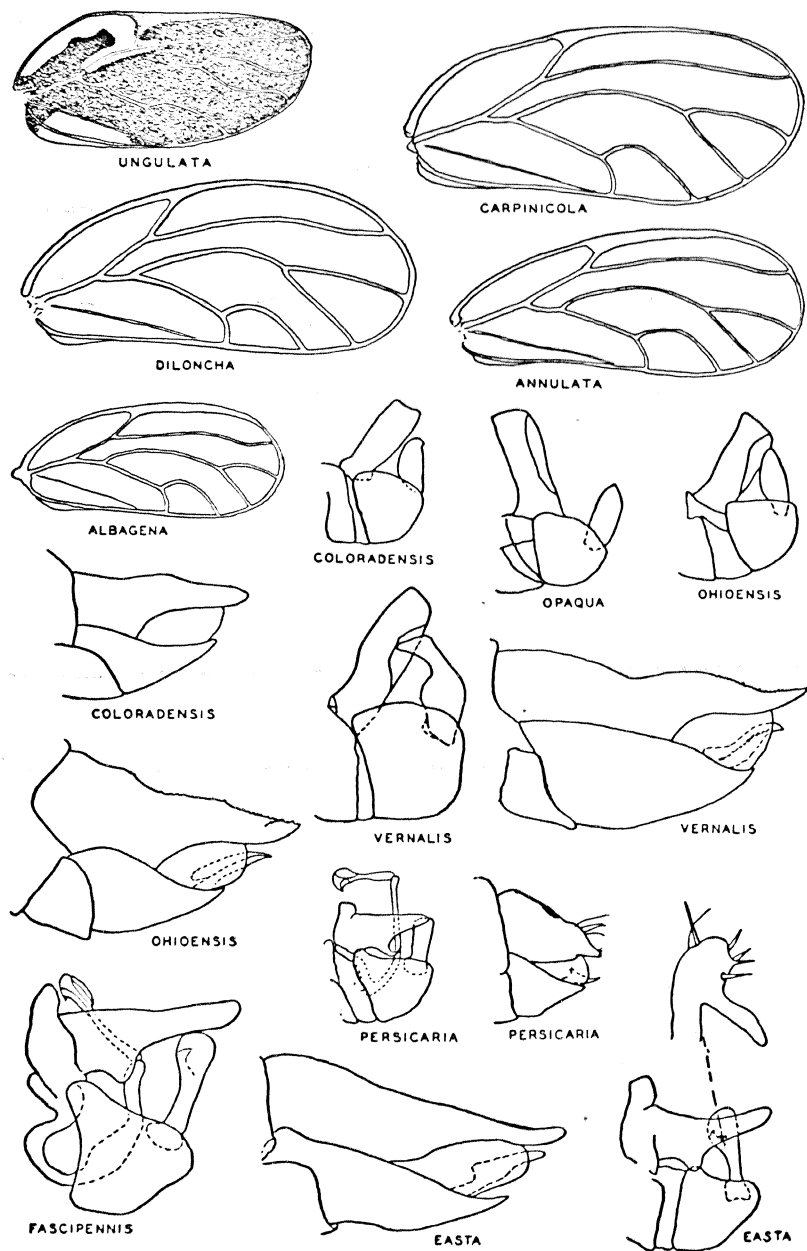 UNGULATA
CARPINICOLA
DILONCHA
ANNULATA
ALBAGENA
COLORADENSIS
OPAQUA
OHIOENSIS
COLORADENSIS
VERNALIS
VERNALIS
OHIOENSIS
PERSICARIA
PERSICARIA
FASCIPENNIS
EASTA
EASTA